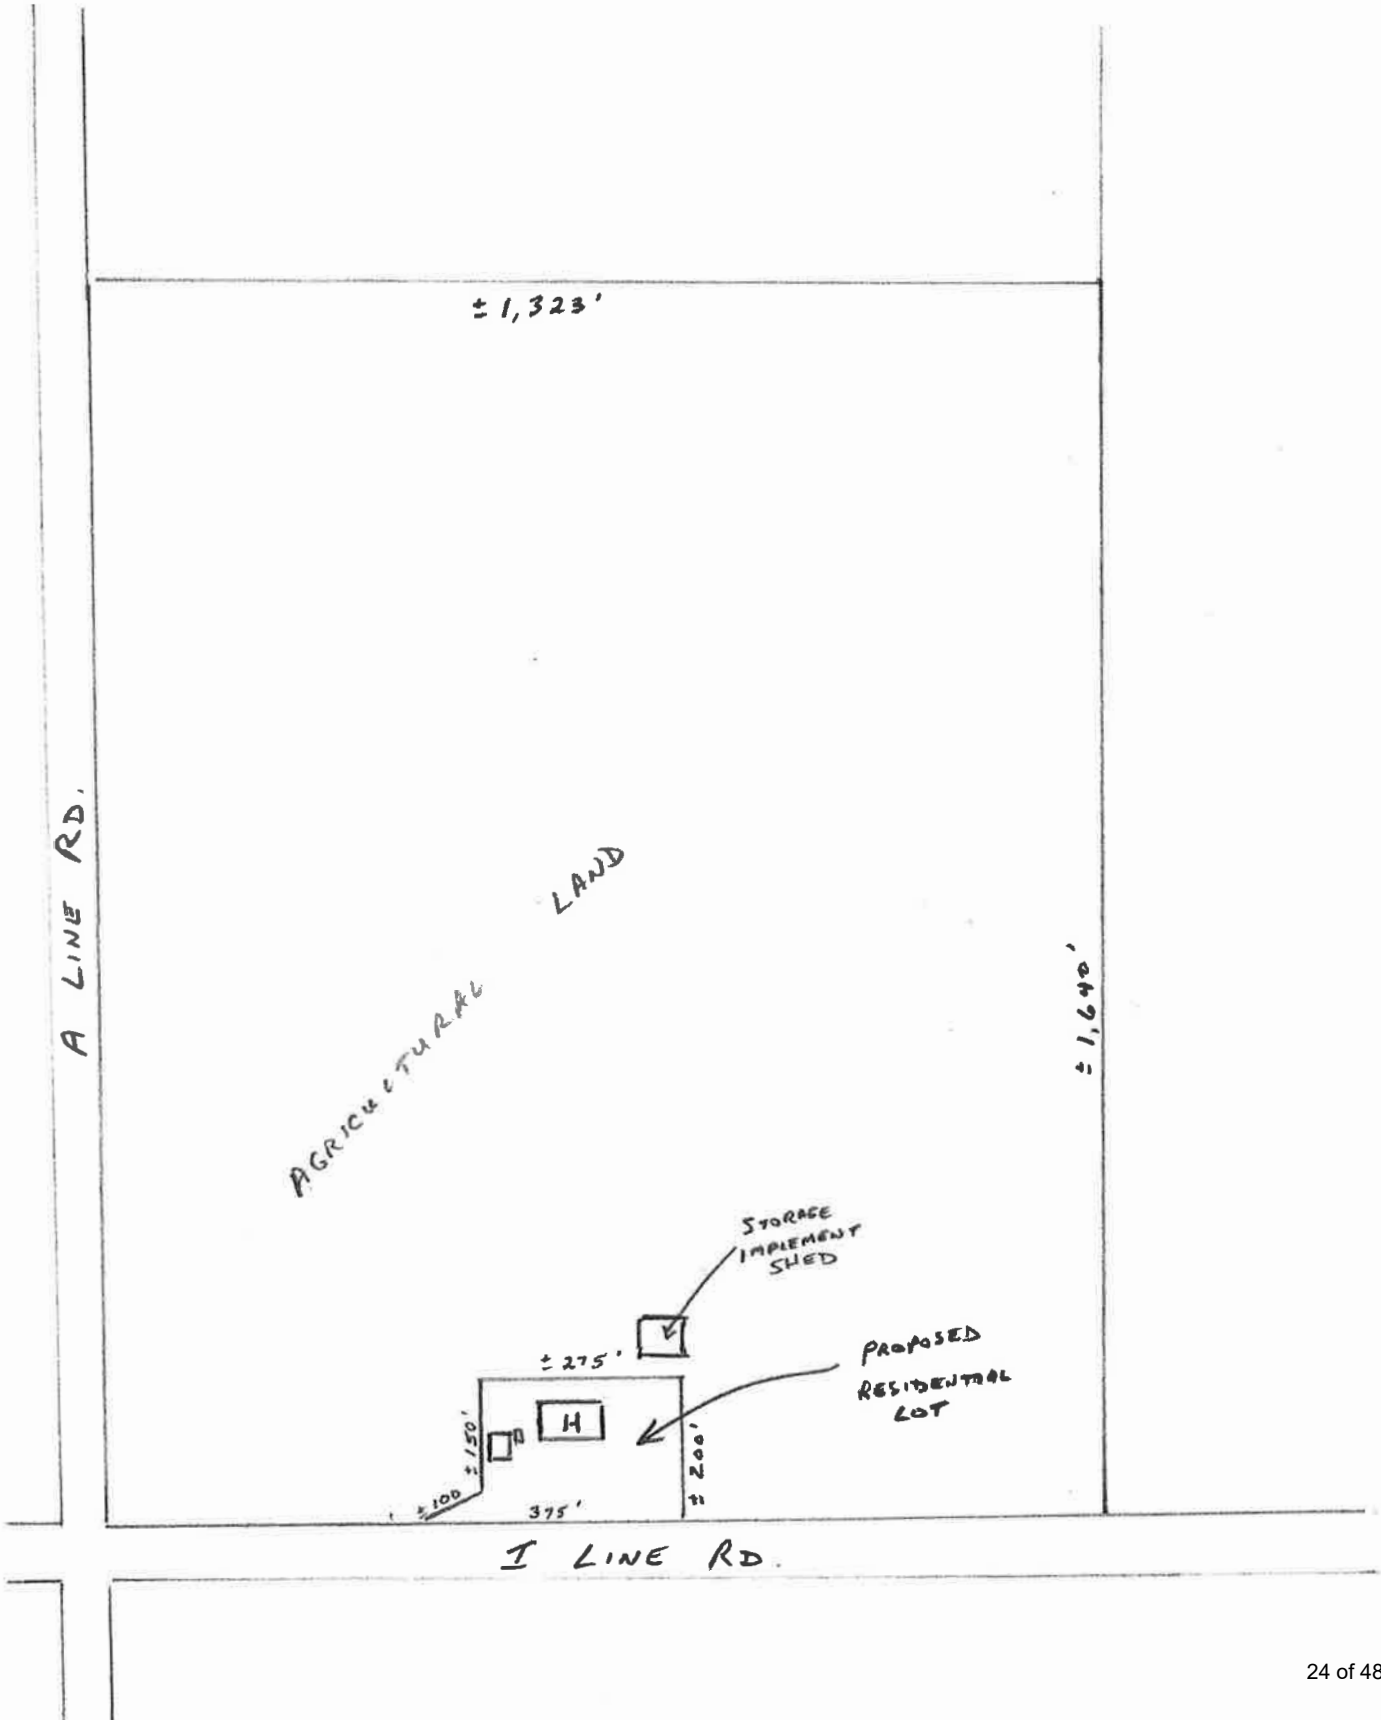 ± 1,323'
A LINE RD.
AGRICULTURAL LAND
± 1,640'
STORAGE
IMPLEMENT
SHED
± 275'
PROPOSED
RESIDENTIAL
LOT
H
± 150'
± 200'
± 100
375'
I LINE RD.
24 of 48